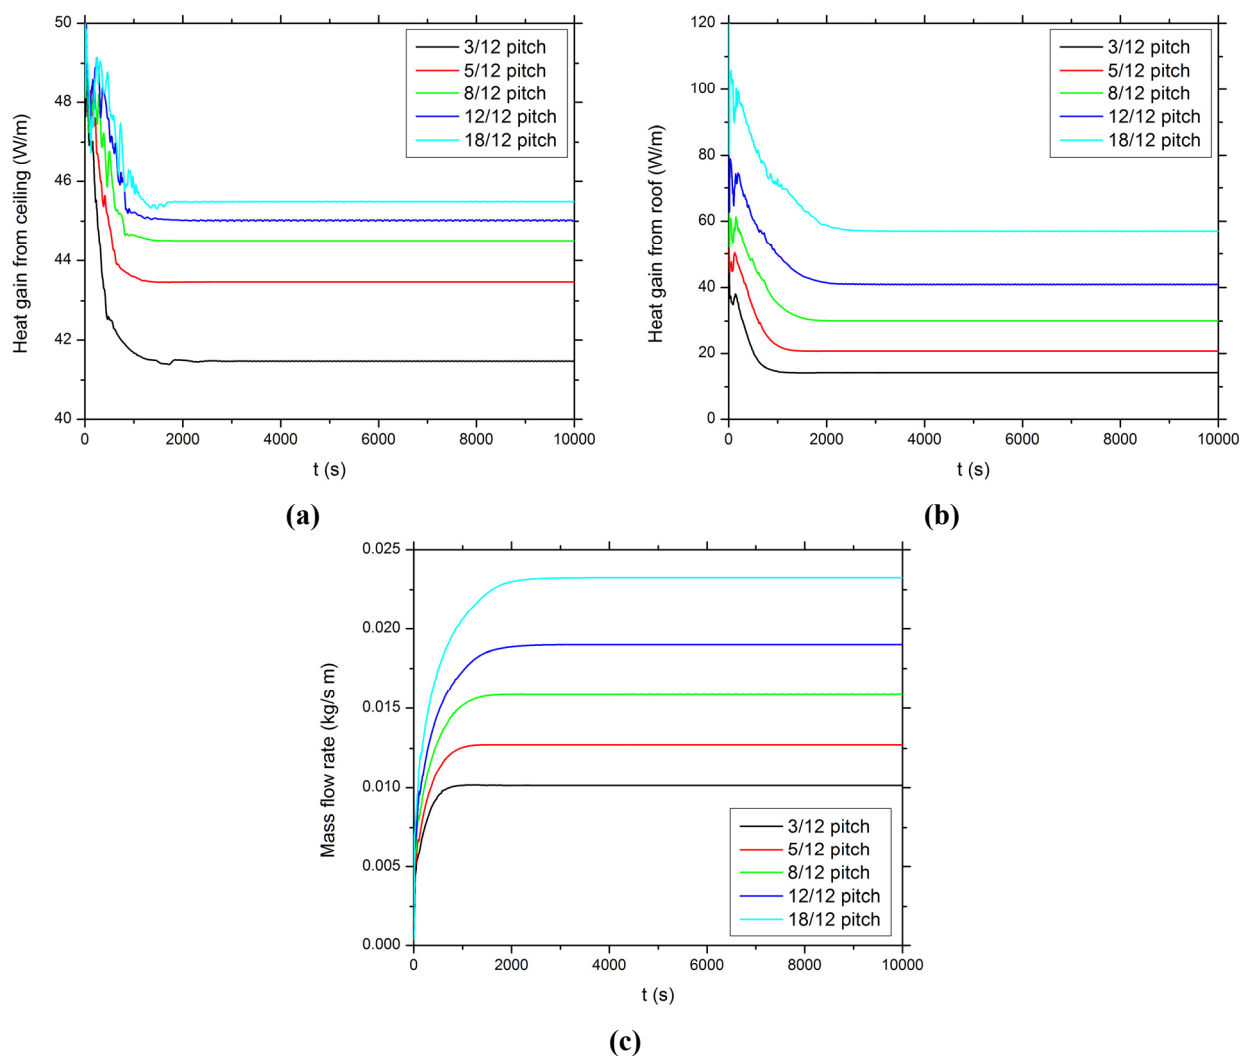 Heat gain from ceiling (W/m)
50
48
46
44
42
40
0
2000
4000
6000
8000
10000
t (s)
3/12 pitch
5/12 pitch
8/12 pitch
12/12 pitch
18/12 pitch
(a)
Heat gain from roof (W/m)
120
100
80
60
40
20
0
0
2000
4000
6000
8000
10000
t (s)
3/12 pitch
5/12 pitch
8/12 pitch
12/12 pitch
18/12 pitch
(b)
Mass flow rate (kg/s m)
0.025
0.020
0.015
0.010
0.005
0.000
0
2000
4000
6000
8000
10000
t (s)
3/12 pitch
5/12 pitch
8/12 pitch
12/12 pitch
18/12 pitch
(c)